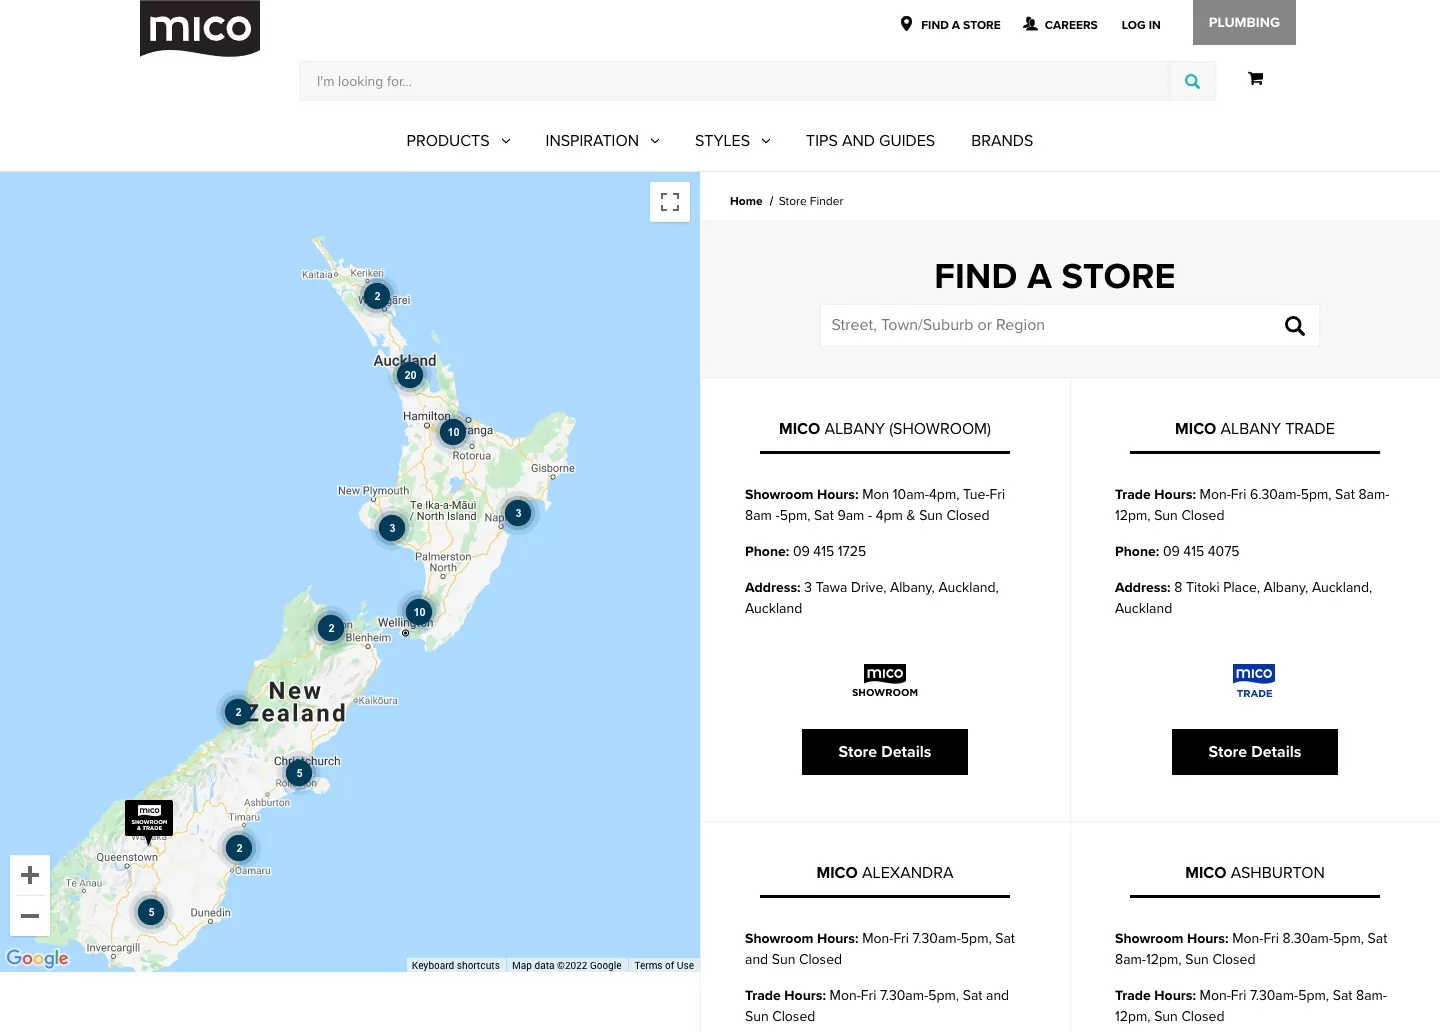 mico
FIND A STORE
CAREERS
LOG IN
PLUMBING
I'm looking for...
PRODUCTS
INSPIRATION
STYLES
TIPS AND GUIDES
BRANDS
Kaitaia
Kerikeri
2
Auckland
20
Hamilton
10
Rotorua
Gisborne
New Plymouth
Te Ika-a-Māui
/ North Island
3
3
Palmerston
North
10
2
Blenheim
New
Zealand
Kaikōura
2
5
Ashburton
Timaru
mico
SHOWROOM
& TRADE
2
Oamaru
Queenstown
Te Anau
5
Dunedin
Invercargill
Google
Keyboard shortcuts
Map data ©2022 Google
Terms of Use
Home / Store Finder
FIND A STORE
Street, Town/Suburb or Region
MICO ALBANY (SHOWROOM)
Showroom Hours: Mon 10am-4pm, Tue-Fri
8am -5pm, Sat 9am - 4pm & Sun Closed
Phone: 09 415 1725
Address: 3 Tawa Drive, Albany, Auckland,
Auckland
mico
SHOWROOM
Store Details
MICO ALBANY TRADE
Trade Hours: Mon-Fri 6.30am-5pm, Sat 8am-
12pm, Sun Closed
Phone: 09 415 4075
Address: 8 Titoki Place, Albany, Auckland,
Auckland
mico
TRADE
Store Details
MICO ALEXANDRA
Showroom Hours: Mon-Fri 7.30am-5pm, Sat
and Sun Closed
Trade Hours: Mon-Fri 7.30am-5pm, Sat and
Sun Closed
MICO ASHBURTON
Showroom Hours: Mon-Fri 8.30am-5pm, Sat
8am-12pm, Sun Closed
Trade Hours: Mon-Fri 7.30am-5pm, Sat 8am-
12pm, Sun Closed